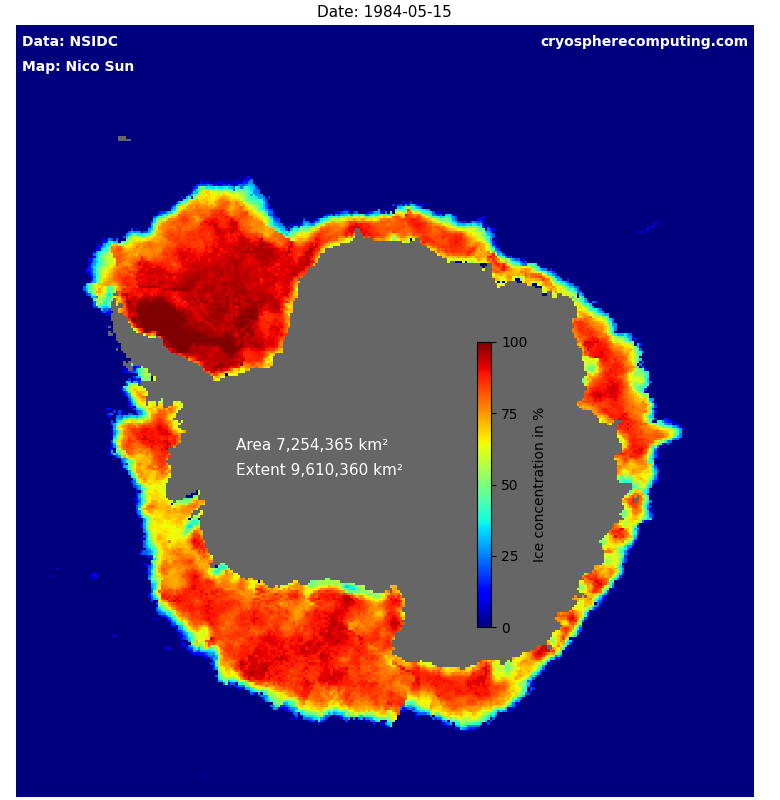 Date: 1984-05-15
Data: NSIDC
cryospherecomputing.com
Map: Nico Sun
100
75
50
25
0
Ice concentration in %
Area 7,254,365 km²
Extent 9,610,360 km²